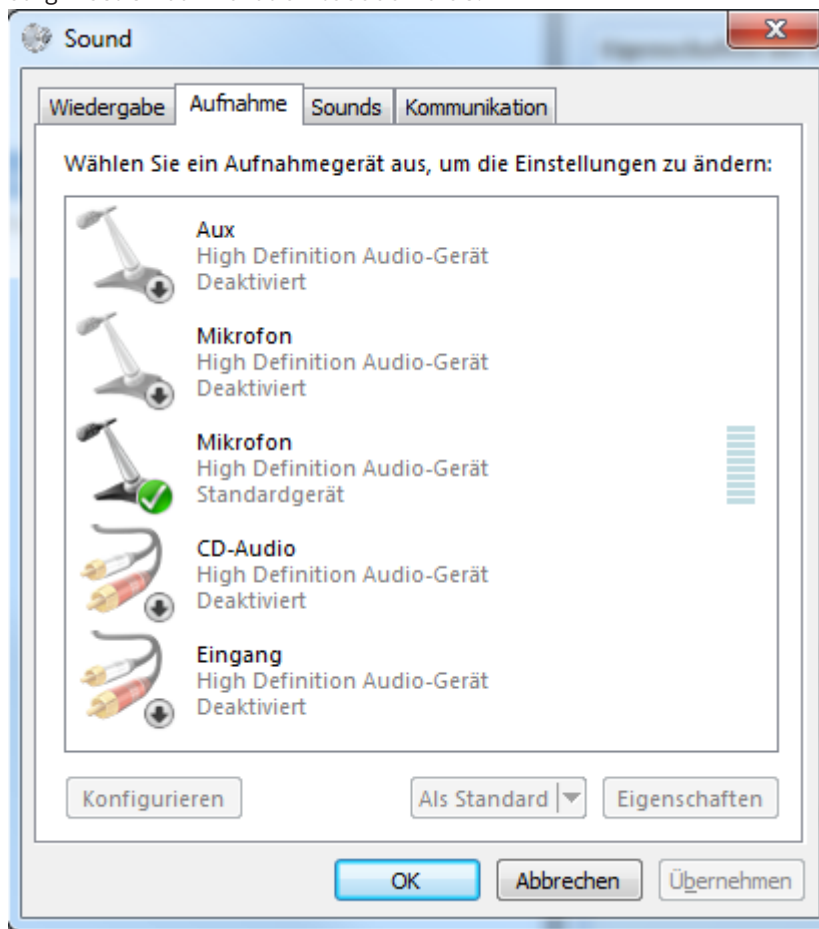 Sound
Wiedergabe Aufnahme Sounds Kommunikation
Wählen Sie ein Aufnahmegerät aus, um die Einstellungen zu ändern:
Aux
High Definition Audio-Gerät
Deaktiviert
Mikrofon
High Definition Audio-Gerät
Deaktiviert
Mikrofon
High Definition Audio-Gerät
Standardgerät
CD-Audio
High Definition Audio-Gerät
Deaktiviert
Eingang
High Definition Audio-Gerät
Deaktiviert
Konfigurieren Als Standard Eigenschaften
OK Abbrechen Übernehmen